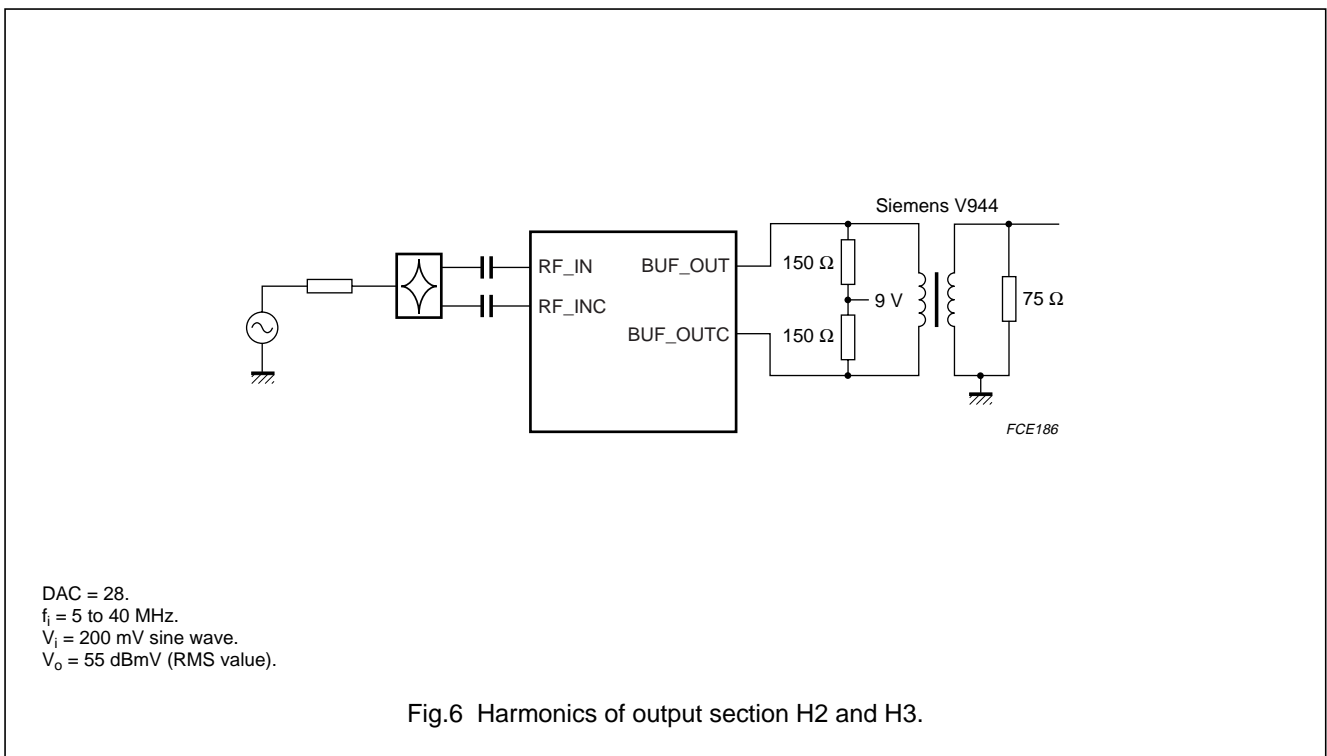 Siemens V944
RF_IN
BUF_OUT
150 Ω
RF_INC
9 V
75 Ω
BUF_OUTC
150 Ω
FCE186
DAC = 28.
fi = 5 to 40 MHz.
Vi = 200 mV sine wave.
Vo = 55 dBmV (RMS value).
Fig.6 Harmonics of output section H2 and H3.